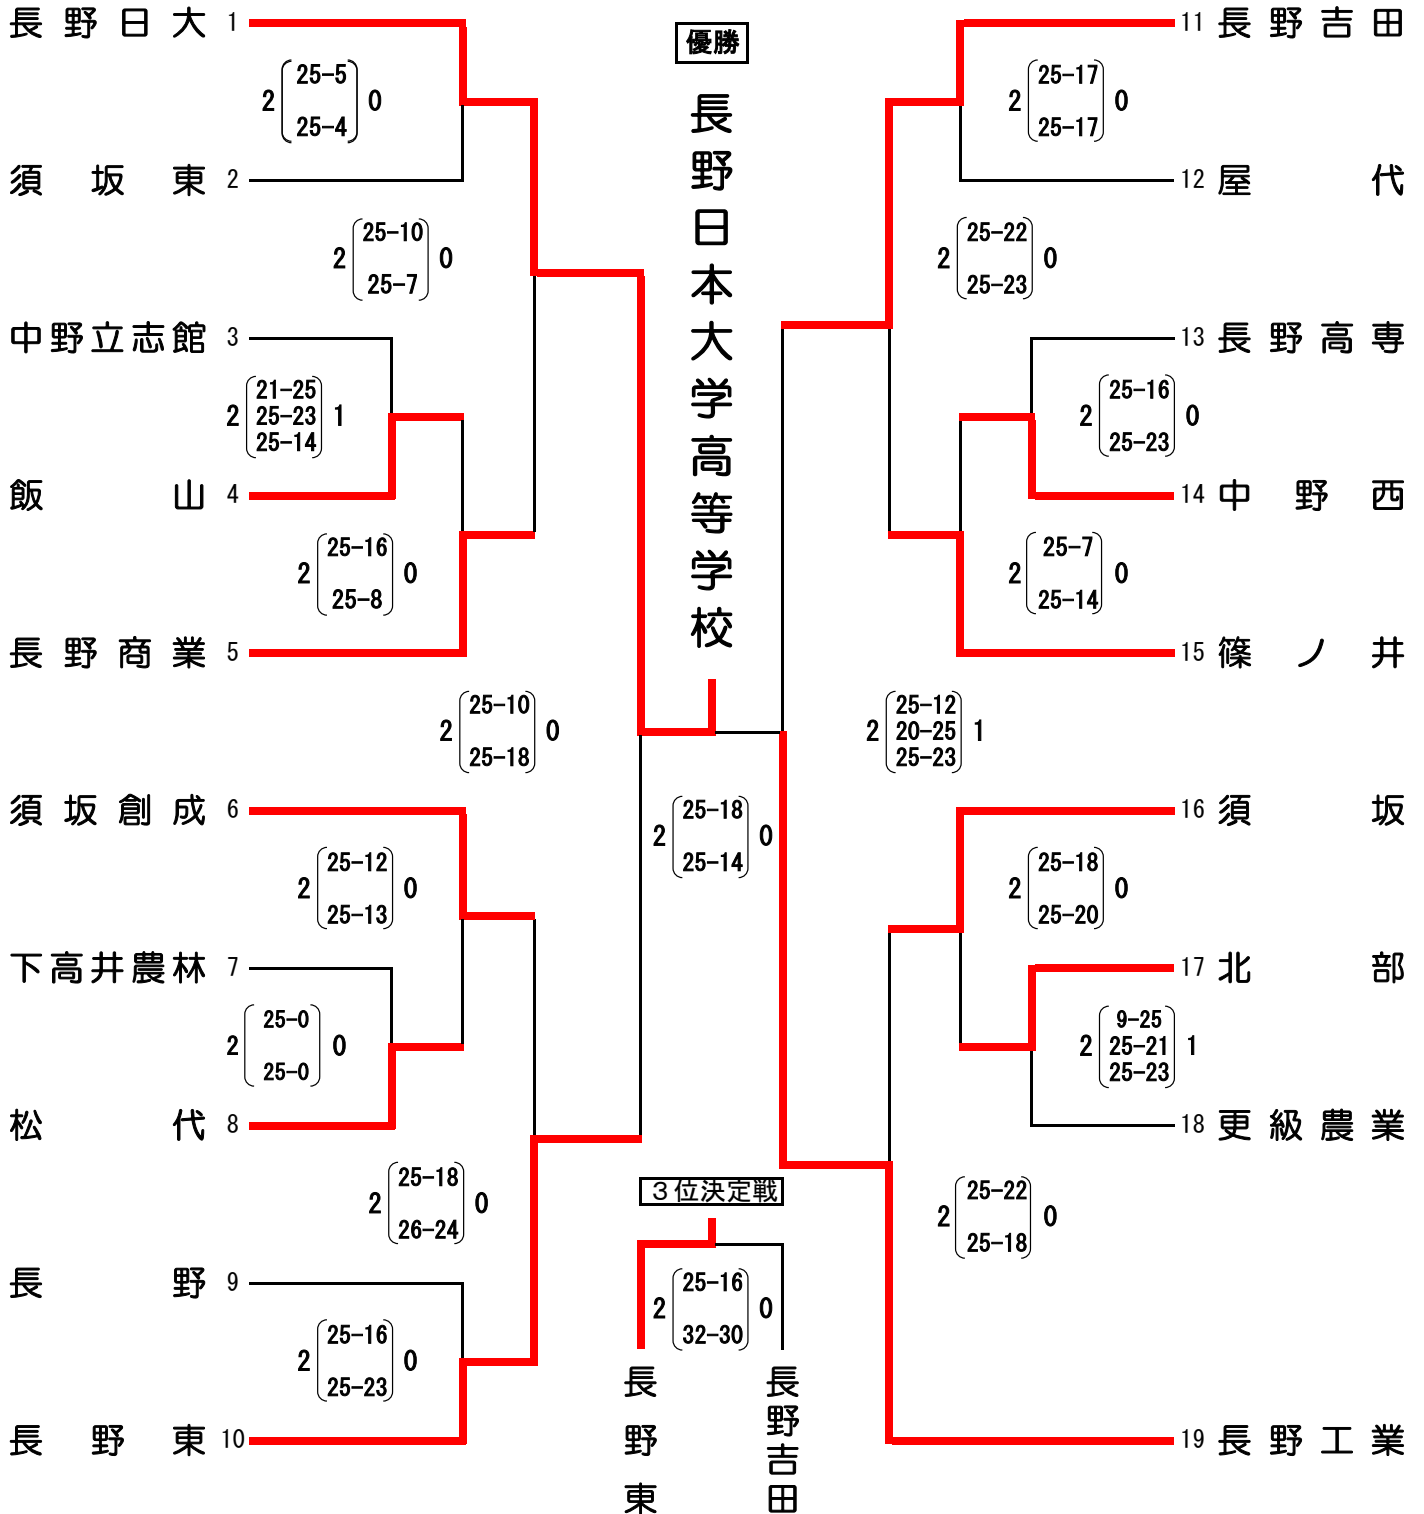 優勝
長野日本大学高等学校
長野日大 1
2 25-5 0
25-4
須坂東 2
2 25-10 0
25-7
中野立志館 3
21-25
2 25-23 1
25-14
飯山 4
2 25-16 0
25-8
長野商業 5
2 25-10 0
25-18
須坂創成 6
2 25-12 0
25-13
下高井農林 7
2 25-0 0
25-0
松代 8
2 25-18 0
26-24
長野 9
2 25-16 0
25-23
長野東 10
2 25-18 0
25-14
3位決定戦
2 25-16 0
32-30
長野東
長野吉田
11 長野吉田
2 25-17 0
25-17
12 屋代
2 25-22 0
25-23
13 長野高専
2 25-16 0
25-23
14 中野西
2 25-7 0
25-14
15 篠ノ井
25-12
2 20-25 1
25-23
16 須坂
2 25-18 0
25-20
17 北部
9-25
2 25-21 1
25-23
18 更級農業
2 25-22 0
25-18
19 長野工業